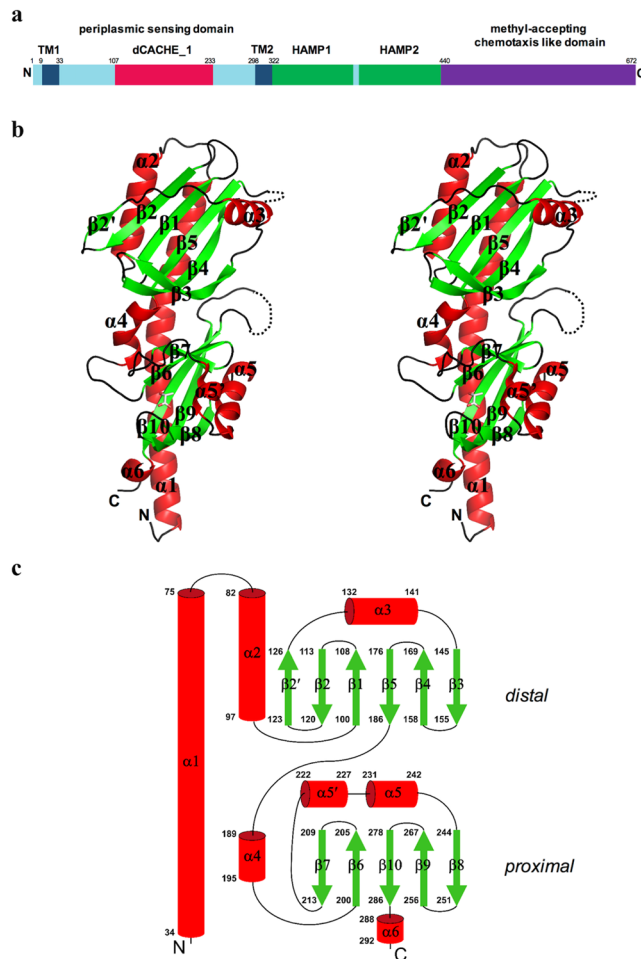 a
periplasmic sensing domain
methyl-accepting
chemotaxis like domain
TM1 dCACHE_1 TM2 HAMP1 HAMP2
1 9 33 107 233 298 322 440 672
N C
b
α2 α2
β2' β2 β1 α3 β2' β2 β1 α3
β5 β5
β4 β4
β3 β3
α4 α4
β7 β7
β6 α5 β6 α5
α5' α5'
β9 β9
β10 β8 β10 β8
α6 α1 α6 α1
C C
N N
c
75 82 132 141
α3
126 113 108 176 169 145
α2
β2' β2 β1 β5 β4 β3 distal
97 123 120 100 186 158 155
α1
222 227 231 242
α5' α5
189 209 205 278 267 244
α4 β7 β6 β10 β9 β8 proximal
195 213 200 286 256 251
288
34 α6
292
N C